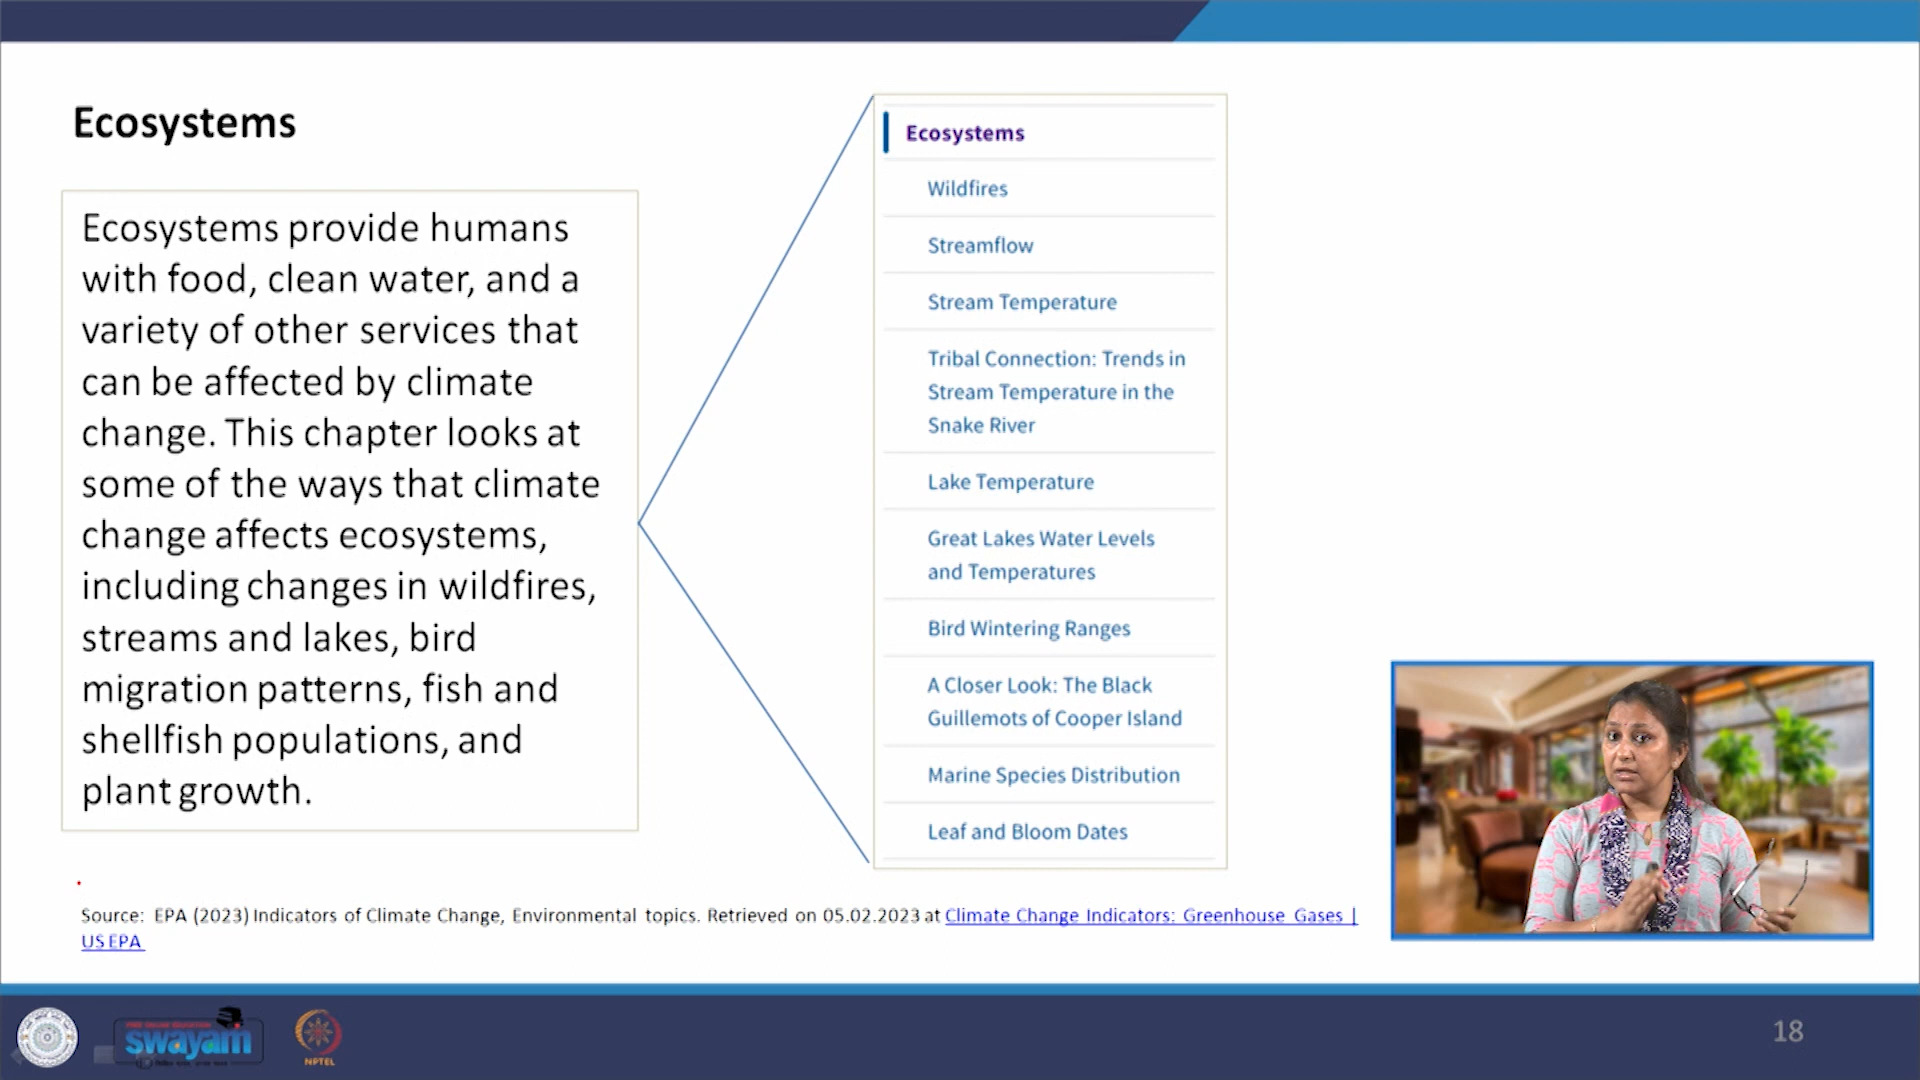 Ecosystems
Ecosystems provide humans
with food, clean water, and a
variety of other services that
can be affected by climate
change. This chapter looks at
some of the ways that climate
change affects ecosystems,
including changes in wildfires,
streams and lakes, bird
migration patterns, fish and
shellfish populations, and
plant growth.
Ecosystems
Wildfires
Streamflow
Stream Temperature
Tribal Connection: Trends in
Stream Temperature in the
Snake River
Lake Temperature
Great Lakes Water Levels
and Temperatures
Bird Wintering Ranges
A Closer Look: The Black
Guillemots of Cooper Island
Marine Species Distribution
Leaf and Bloom Dates
Source: EPA (2023) Indicators of Climate Change, Environmental topics. Retrieved on 05.02.2023 at Climate Change Indicators: Greenhouse Gases |
US EPA
swayam
NPTEL
18